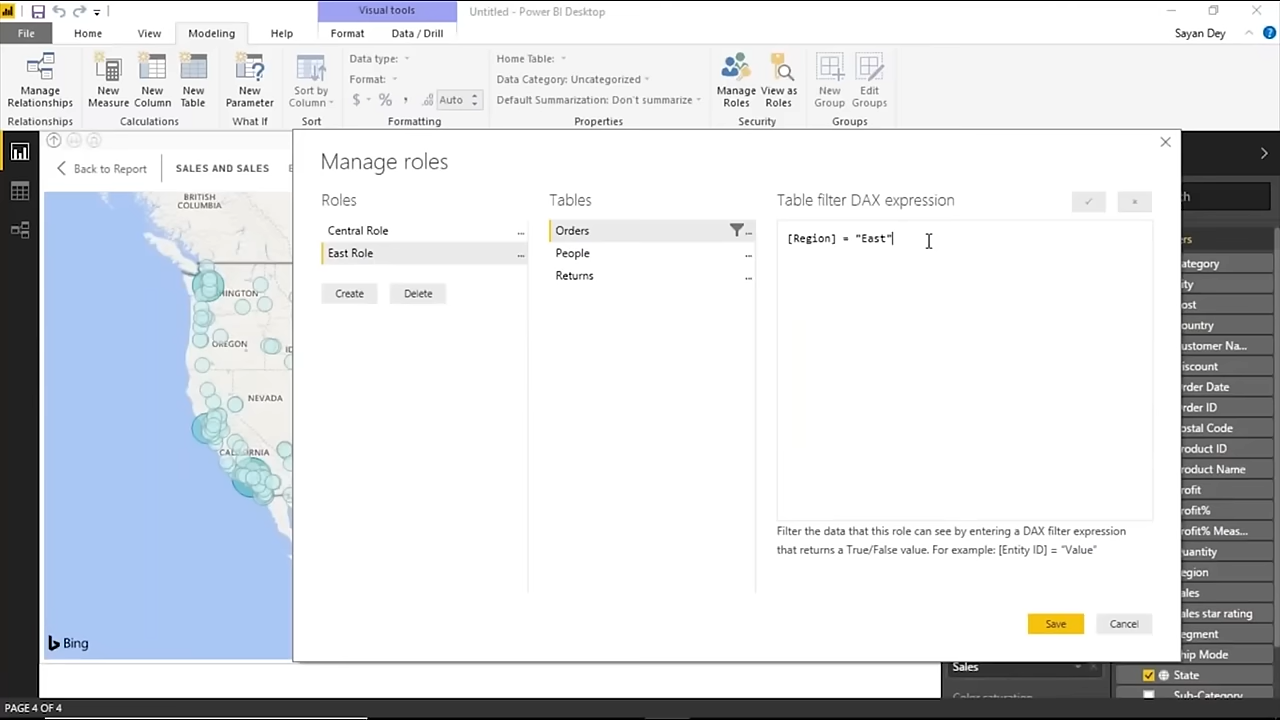 Visual tools
Untitled - Power BI Desktop
File
Home
View
Modeling
Help
Format
Data / Drill
Sayan Dey
Manage Relationships
New Measure
New Column
New Table
New Parameter
Sort by Column
Data type:
Format:
$ % , .00 Auto
Home Table:
Data Category: Uncategorized
Default Summarization: Don't summarize
Manage Roles
View as Roles
New Group
Edit Groups
Relationships
Calculations
What If
Sort
Formatting
Properties
Security
Groups
Back to Report
SALES AND SALES
BRITISH COLUMBIA
OREGON
NEVADA
CALIFORNIA
Bing
Manage roles
Roles
Central Role ...
East Role ...
Create
Delete
Tables
Orders ...
People ...
Returns ...
Table filter DAX expression
[Region] = "East"
Filter the data that this role can see by entering a DAX filter expression
that returns a True/False value. For example: [Entity ID] = "Value"
Save
Cancel
Sales
State
Sub-Category
PAGE 4 OF 4